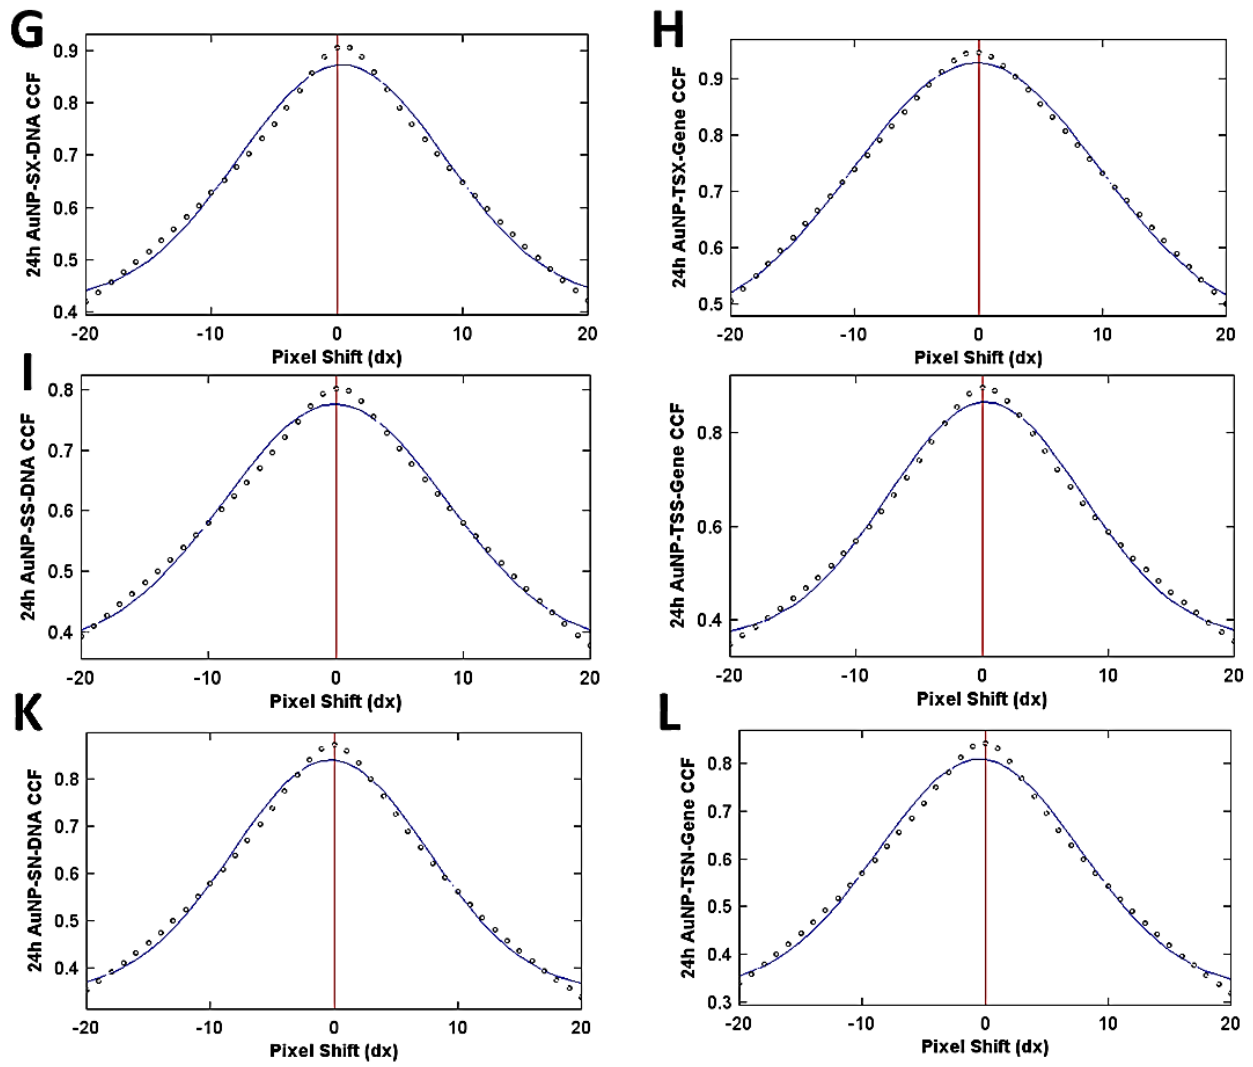 G
24h AuNP-SX-DNA CCF
0.9
0.8
0.7
0.6
0.5
0.4
-20 -10 0 10 20
Pixel Shift (dx)
H
24h AuNP-TSX-Gene CCF
0.9
0.8
0.7
0.6
0.5
-20 -10 0 10 20
Pixel Shift (dx)
I
24h AuNP-SS-DNA CCF
0.8
0.7
0.6
0.5
0.4
-20 -10 0 10 20
Pixel Shift (dx)
24h AuNP-TSS-Gene CCF
0.8
0.6
0.4
-20 -10 0 10 20
Pixel Shift (dx)
K
24h AuNP-SN-DNA CCF
0.8
0.7
0.6
0.5
0.4
-20 -10 0 10 20
Pixel Shift (dx)
L
24h AuNP-TSN-Gene CCF
0.8
0.7
0.6
0.5
0.4
0.3
-20 -10 0 10 20
Pixel Shift (dx)